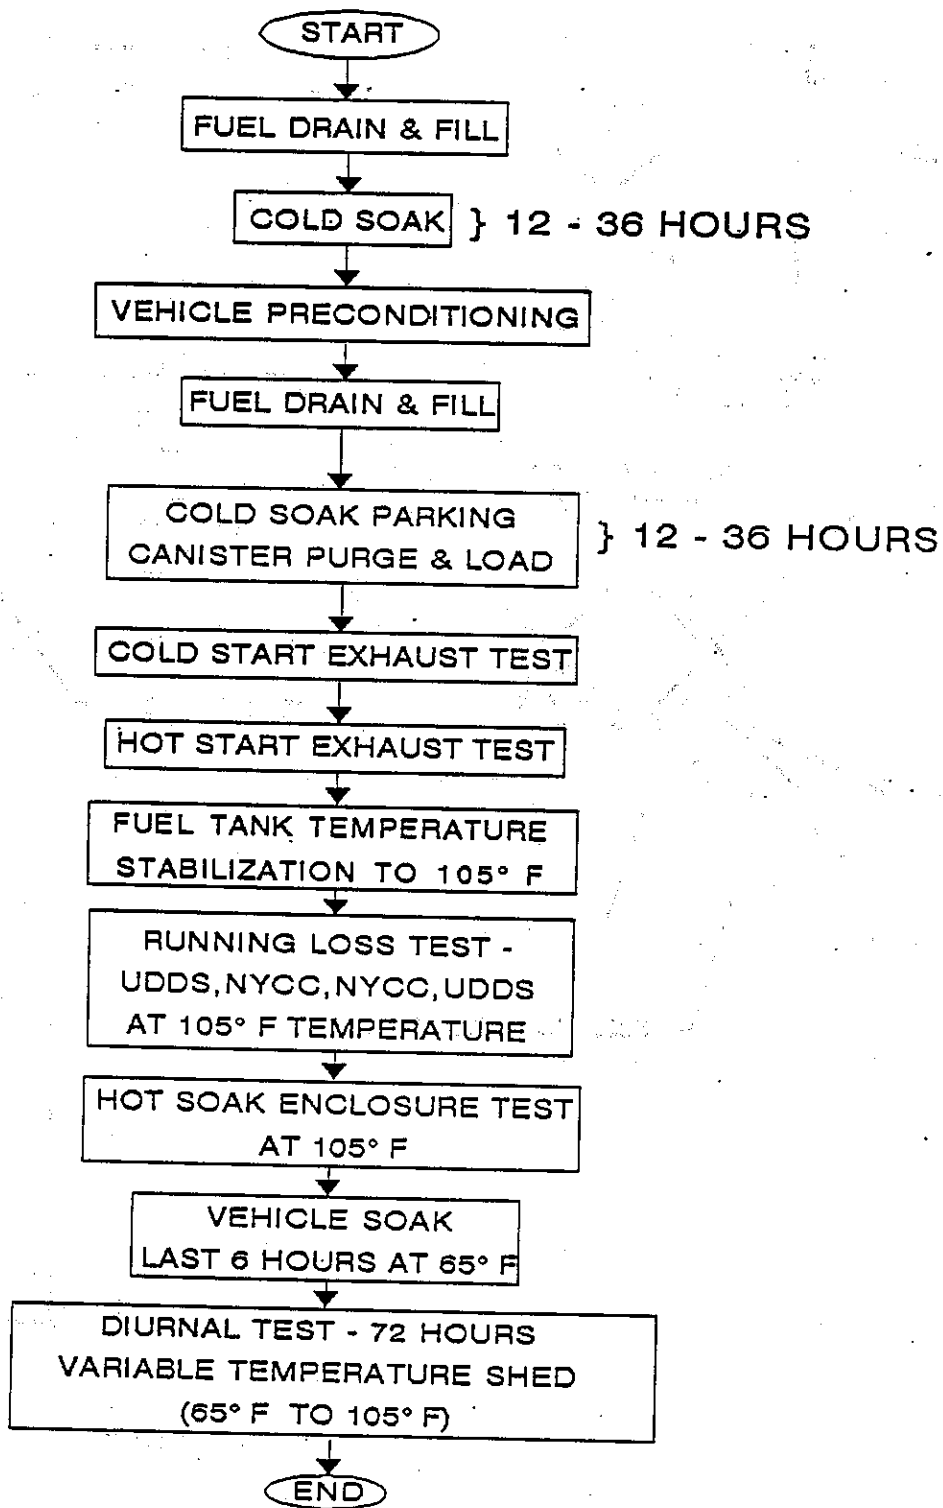 START
FUEL DRAIN & FILL
COLD SOAK } 12 - 36 HOURS
VEHICLE PRECONDITIONING
FUEL DRAIN & FILL
COLD SOAK PARKING
CANISTER PURGE & LOAD } 12 - 36 HOURS
COLD START EXHAUST TEST
HOT START EXHAUST TEST
FUEL TANK TEMPERATURE
STABILIZATION TO 105° F
RUNNING LOSS TEST -
UDDS, NYCC, NYCC, UDDS
AT 105° F TEMPERATURE
HOT SOAK ENCLOSURE TEST
AT 105° F
VEHICLE SOAK
LAST 6 HOURS AT 65° F
DIURNAL TEST - 72 HOURS
VARIABLE TEMPERATURE SHED
(65° F TO 105° F)
END